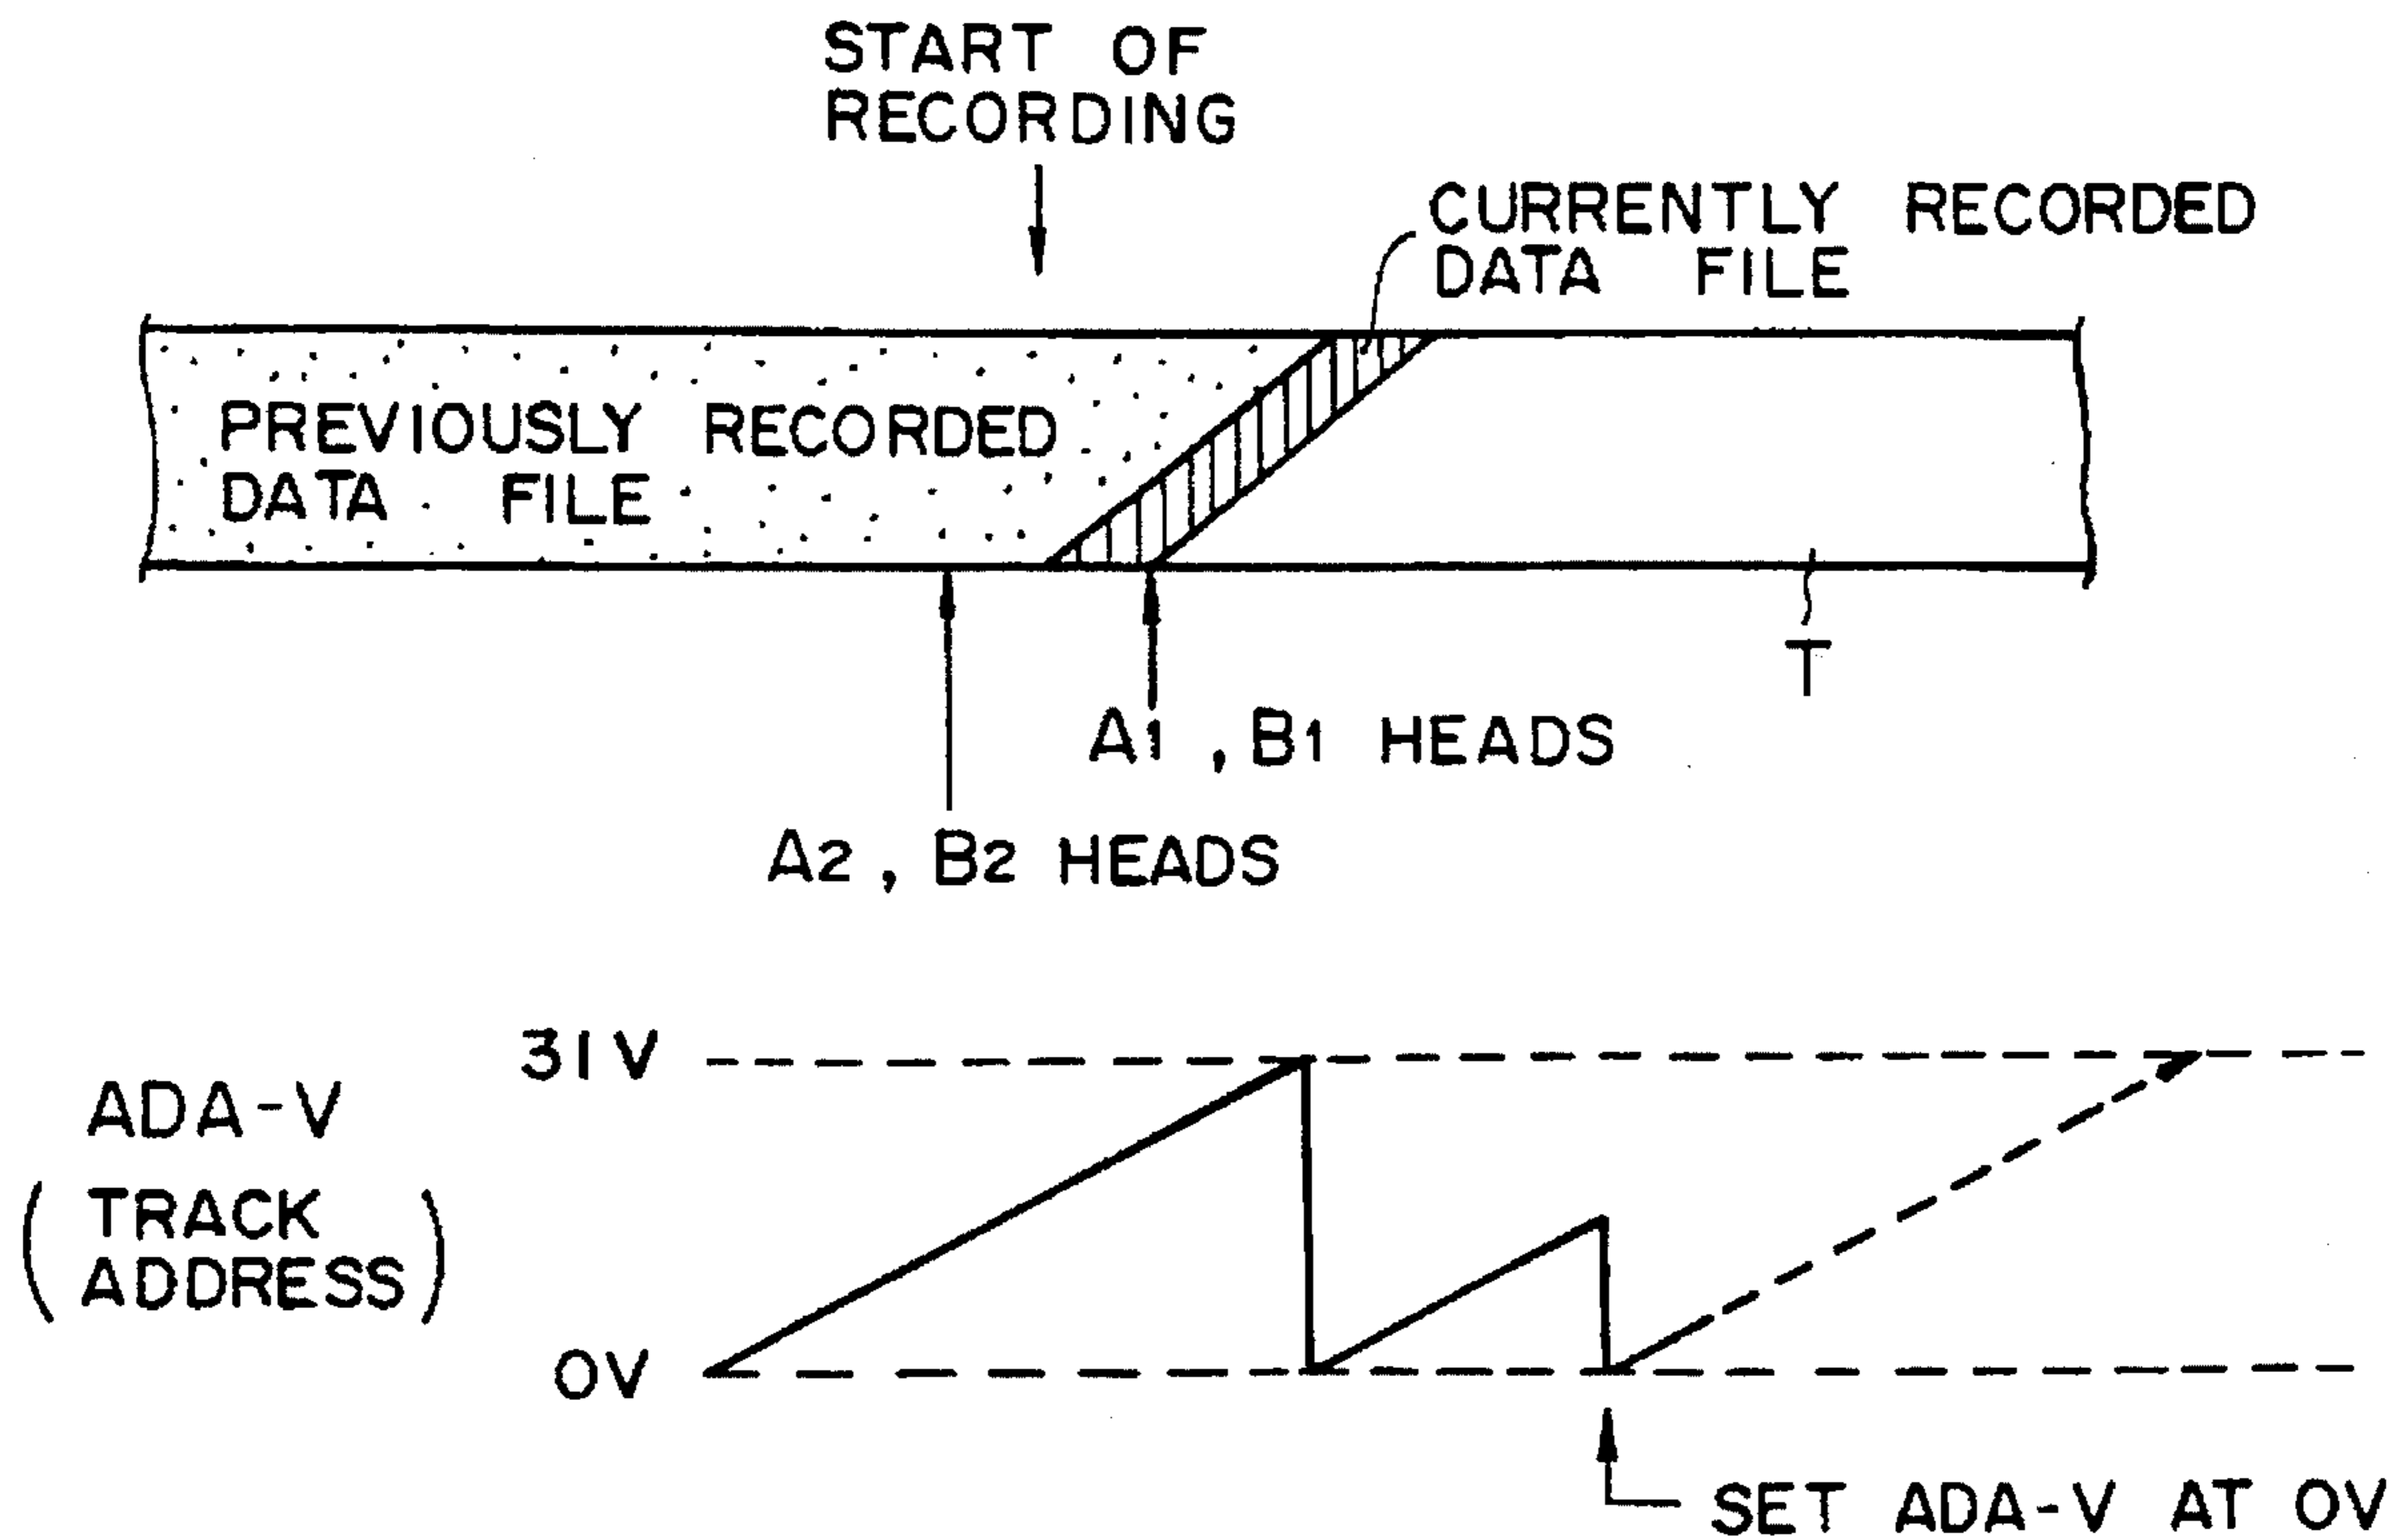 START OF
RECORDING
CURRENTLY RECORDED
DATA FILE
PREVIOUSLY RECORDED
DATA FILE
T
A1 , B1 HEADS
A2 , B2 HEADS
31V
ADA-V
( TRACK
ADDRESS )
0V
SET ADA-V AT 0V